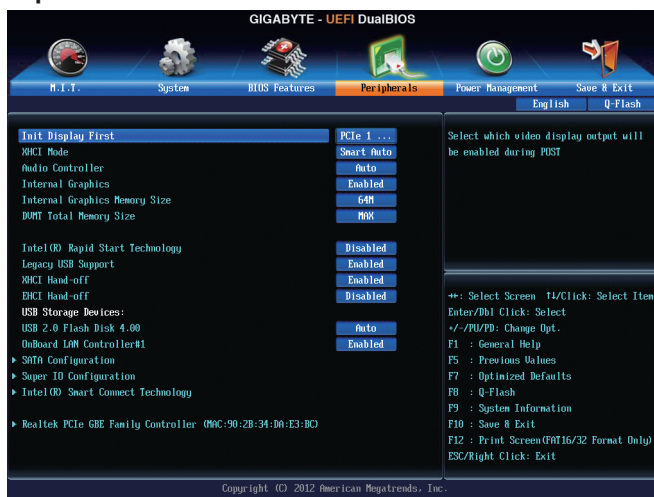 GIGABYTE - UEFI DualBIOS
M.I.T.
System
BIOS Features
Peripherals
Power Management
Save & Exit
English
Q-Flash
Init Display First PCIe 1 ...
XHCI Mode Smart Auto
Audio Controller Auto
Internal Graphics Enabled
Internal Graphics Memory Size 64M
DVMT Total Memory Size MAX
Intel(R) Rapid Start Technology Disabled
Legacy USB Support Enabled
XHCI Hand-off Enabled
EHCI Hand-off Disabled
USB Storage Devices:
USB 2.0 Flash Disk 4.00 Auto
OnBoard LAN Controller#1 Enabled
SATA Configuration
Super IO Configuration
Intel(R) Smart Connect Technology
Realtek PCIe GBE Family Controller (MAC:90:2B:34:DA:E3:BC)
Select which video display output will
be enabled during POST
↔: Select Screen ↑↓/Click: Select Item
Enter/Dbl Click: Select
+/-/PU/PD: Change Opt.
F1 : General Help
F5 : Previous Values
F7 : Optimized Defaults
F8 : Q-Flash
F9 : System Information
F10 : Save & Exit
F12 : Print Screen(FAT16/32 Format Only)
ESC/Right Click: Exit
Copyright (C) 2012 American Megatrends, Inc.